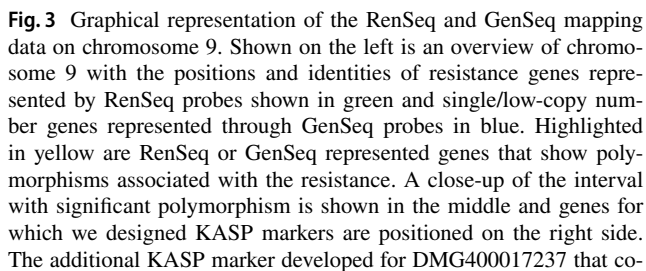 Fig. 3 Graphical representation of the RenSeq and GenSeq mapping
data on chromosome 9. Shown on the left is an overview of chromo-
some 9 with the positions and identities of resistance genes repre-
sented by RenSeq probes shown in green and single/low-copy num-
ber genes represented through GenSeq probes in blue. Highlighted
in yellow are RenSeq or GenSeq represented genes that show poly-
morphisms associated with the resistance. A close-up of the interval
with significant polymorphism is shown in the middle and genes for
which we designed KASP markers are positioned on the right side.
The additional KASP marker developed for DMG400017237 that co-